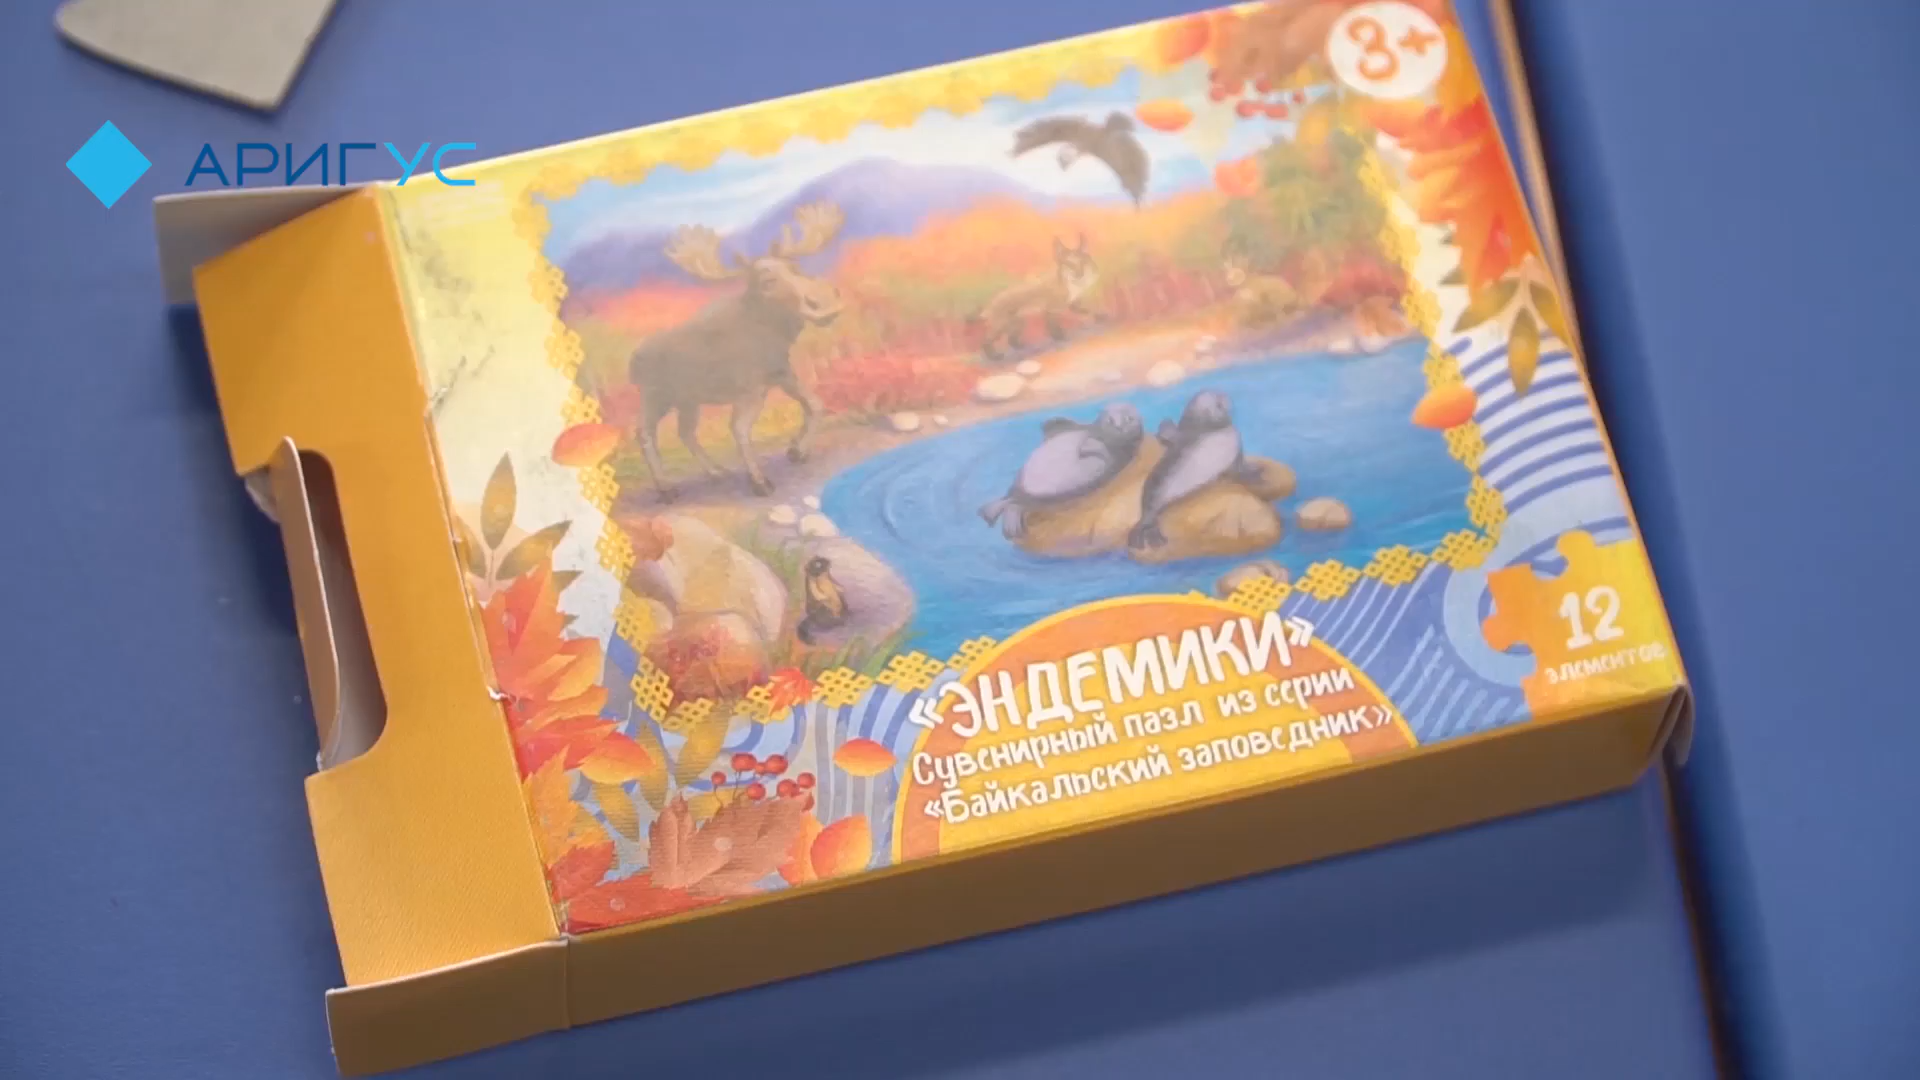 АРИГУС
3+
«ЭНДЕМИКИ»
Сувенирный пазл из серии
«Байкальский заповедник»
12
элементов